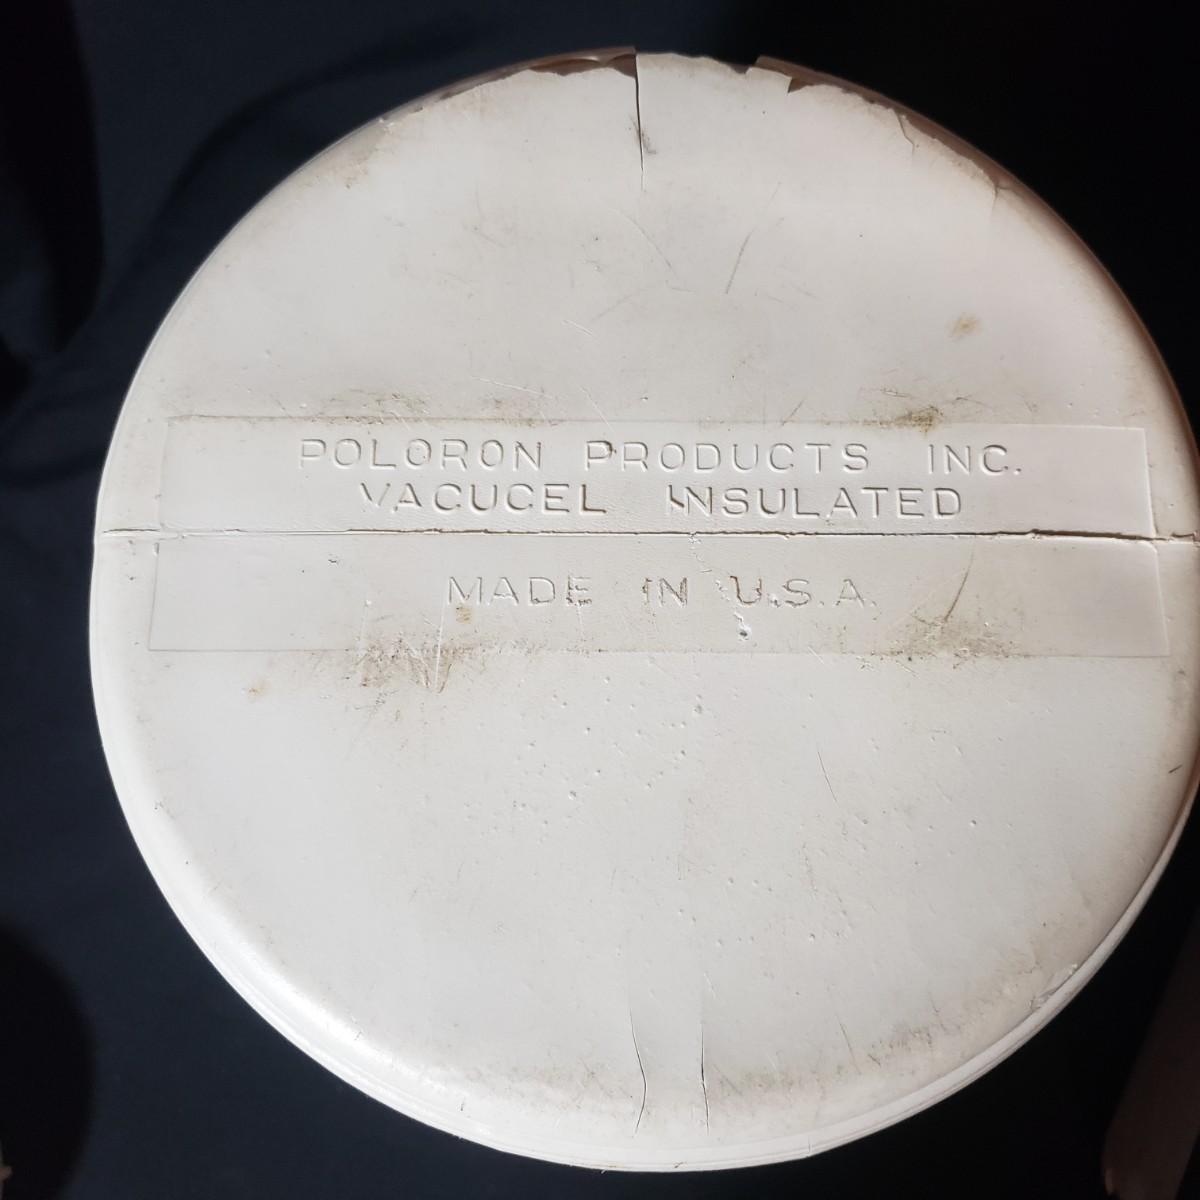 POLORON PRODUCTS INC.
VACUCEL INSULATED
MADE IN U.S.A.